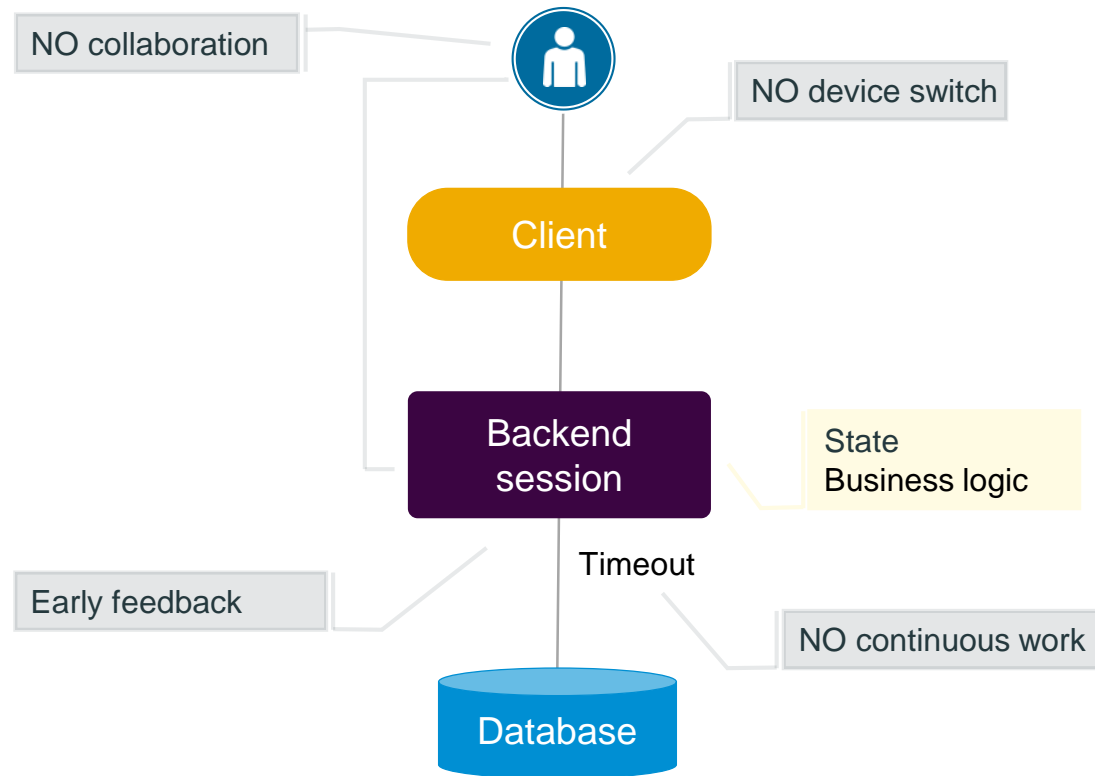 NO collaboration
NO device switch
Client
Backend
session
State
Business logic
Timeout
Early feedback
NO continuous work
Database